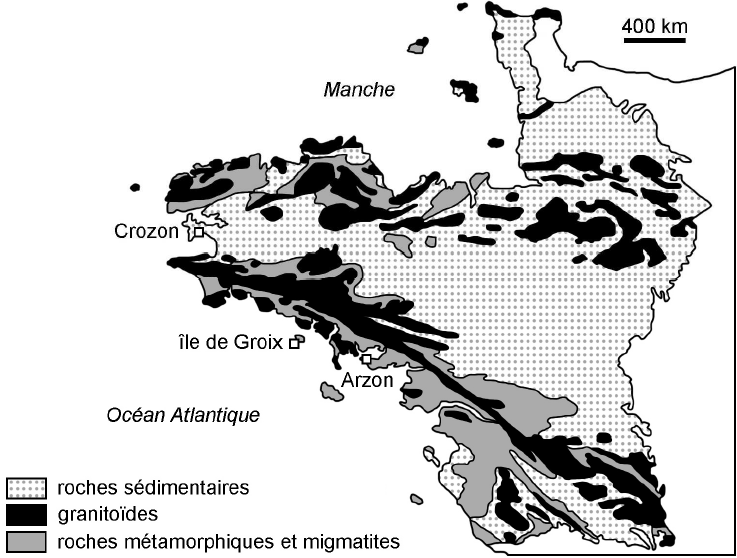 400 km
Manche
Crozon
île de Groix
Arzon
Océan Atlantique
roches sédimentaires
granitoïdes
roches métamorphiques et migmatites